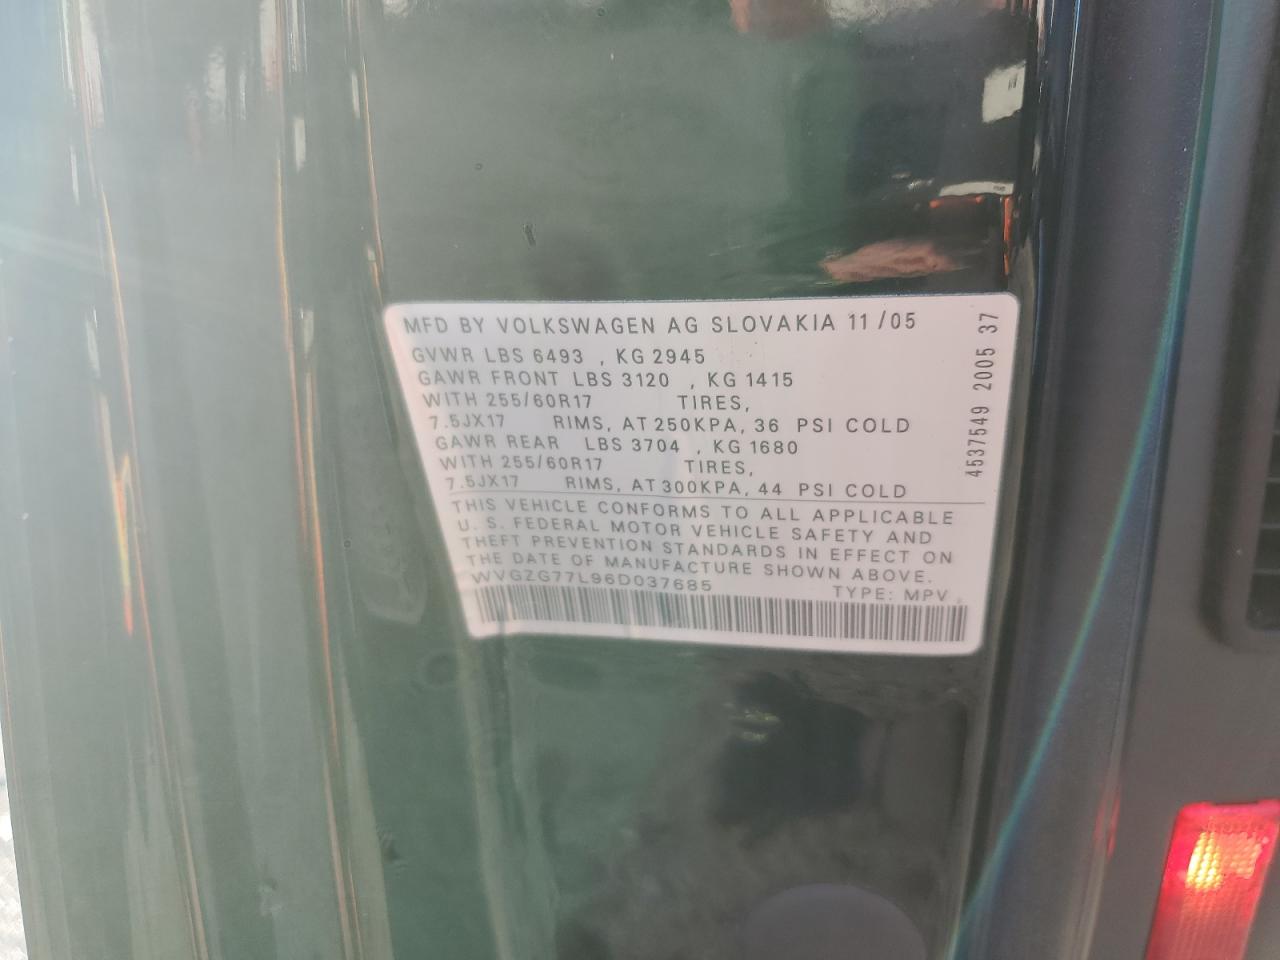 MFD BY VOLKSWAGEN AG SLOVAKIA 11/05
GVWR LBS 6493 , KG 2945
GAWR FRONT LBS 3120 , KG 1415
WITH 255/60R17 TIRES,
7.5JX17 RIMS, AT 250KPA, 36 PSI COLD
GAWR REAR LBS 3704 , KG 1680
WITH 255/60R17 TIRES,
7.5JX17 RIMS, AT 300KPA, 44 PSI COLD
THIS VEHICLE CONFORMS TO ALL APPLICABLE
U. S. FEDERAL MOTOR VEHICLE SAFETY AND
THEFT PREVENTION STANDARDS IN EFFECT ON
THE DATE OF MANUFACTURE SHOWN ABOVE.
WVGZG77L96D037685 TYPE: MPV
4537549 2005 37